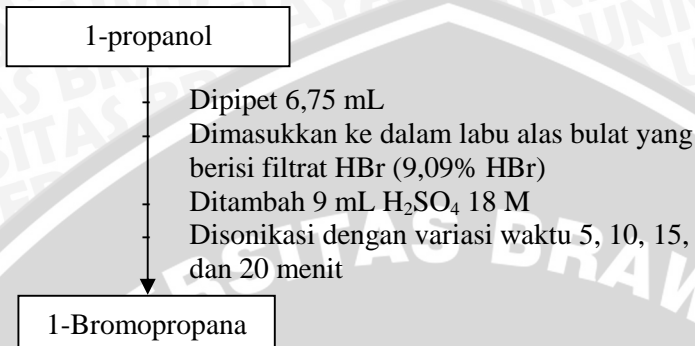 1-propanol
- Dipipet 6,75 mL
- Dimasukkan ke dalam labu alas bulat yang
berisi filtrat HBr (9,09% HBr)
- Ditambah 9 mL H₂SO₄ 18 M
- Disonikasi dengan variasi waktu 5, 10, 15,
dan 20 menit
1-Bromopropana